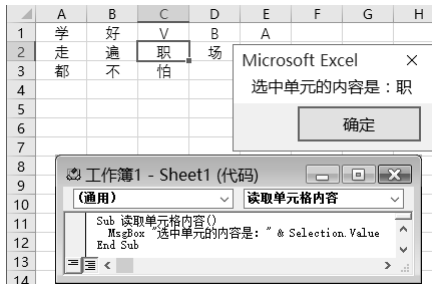 A B C D E F G H
1 学 好 V B A
2 走 遍 职 场
3 都 不 怕
4
5
6
7
8
9
10
11
12
13
14
Microsoft Excel ×
选中单元的内容是：职
确定
工作簿1 - Sheet1 (代码)
(通用) 读取单元格内容
Sub 读取单元格内容()
MsgBox "选中单元的内容是：" & Selection.Value
End Sub